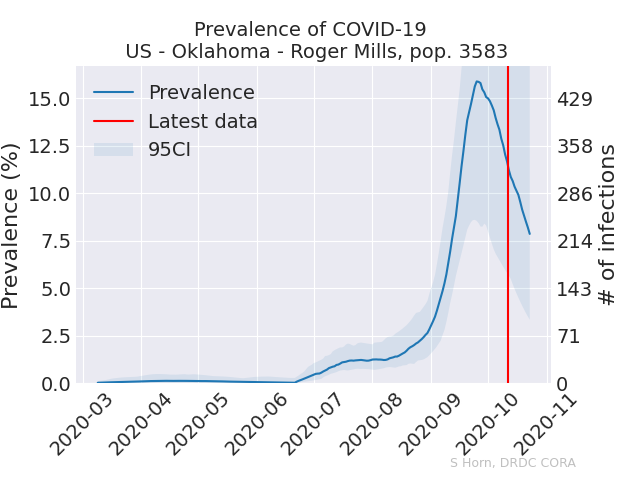 Prevalence of COVID-19
US - Oklahoma - Roger Mills, pop. 3583
Prevalence
Latest data
95CI
Prevalence (%)
15.0
12.5
10.0
7.5
5.0
2.5
0.0
429
358
286
214
143
71
0
# of infections
2020-03
2020-04
2020-05
2020-06
2020-07
2020-08
2020-09
2020-10
2020-11
S Horn, DRDC CORA